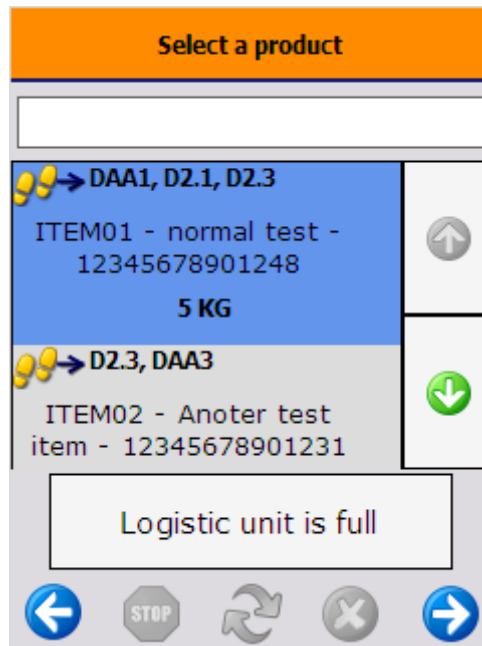 Select a product
DAA1, D2.1, D2.3
ITEM01 - normal test -
12345678901248
5 KG
D2.3, DAA3
ITEM02 - Anoter test
item - 12345678901231
Logistic unit is full
STOP